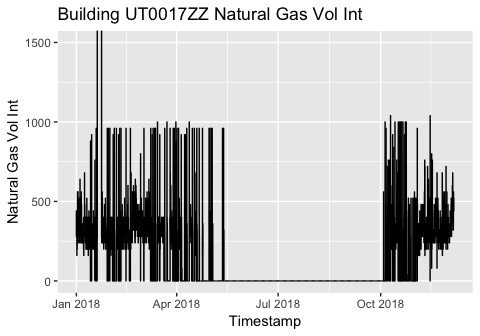 Building UT0017ZZ Natural Gas Vol Int
Natural Gas Vol Int
1500
1000
500
0
Jan 2018
Apr 2018
Jul 2018
Oct 2018
Timestamp